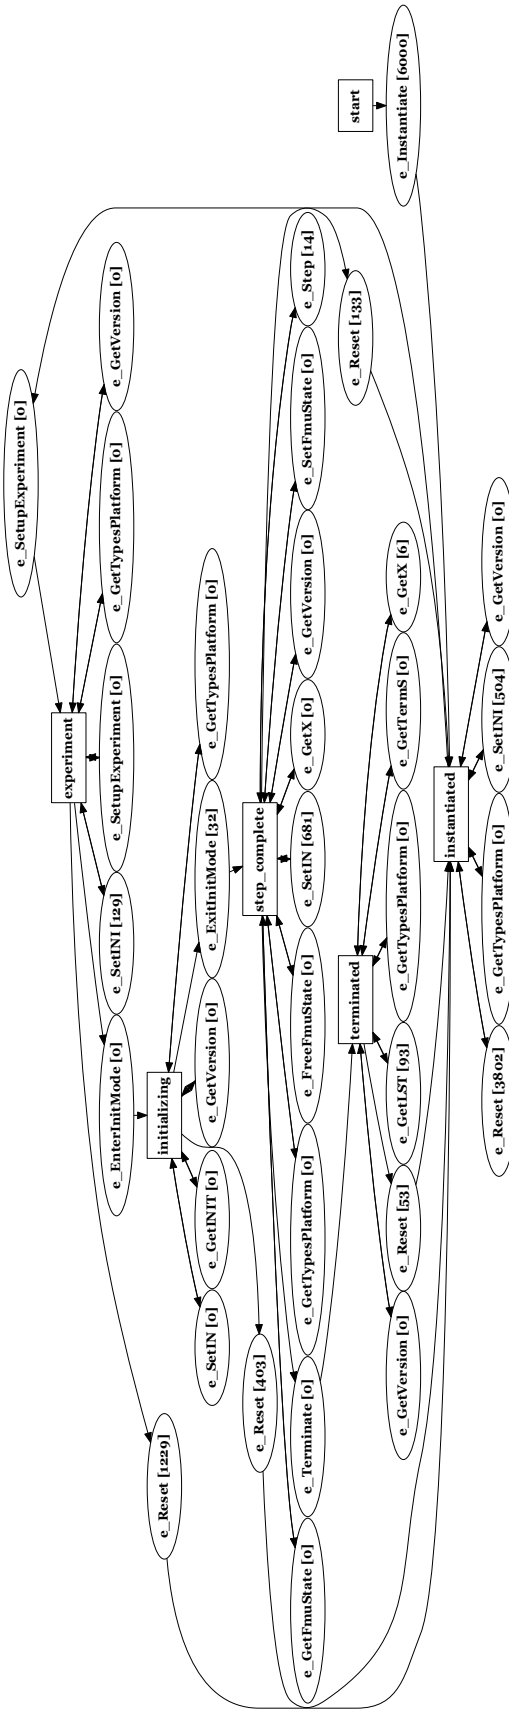 start
e_Instantiate [6000]
e_SetupExperiment [0]
experiment
e_GetVersion [0]
e_GetTypesPlatform [0]
e_SetupExperiment [0]
e_SetINI [129]
e_EnterInitMode [0]
e_Reset [1229]
initializing
e_GetTypesPlatform [0]
e_ExitInitMode [32]
e_GetVersion [0]
e_GetINIT [0]
e_SetIN [0]
e_Reset [403]
step_complete
e_Step [14]
e_SetFmuState [0]
e_GetVersion [0]
e_GetX [0]
e_SetIN [681]
e_FreeFmuState [0]
e_GetTypesPlatform [0]
e_Terminate [0]
e_GetFmuState [0]
e_Reset [133]
terminated
e_GetX [6]
e_GetTermS [0]
e_GetTypesPlatform [0]
e_GetLST [93]
e_Reset [53]
e_GetVersion [0]
instantiated
e_GetVersion [0]
e_SetINI [504]
e_GetTypesPlatform [0]
e_Reset [3802]